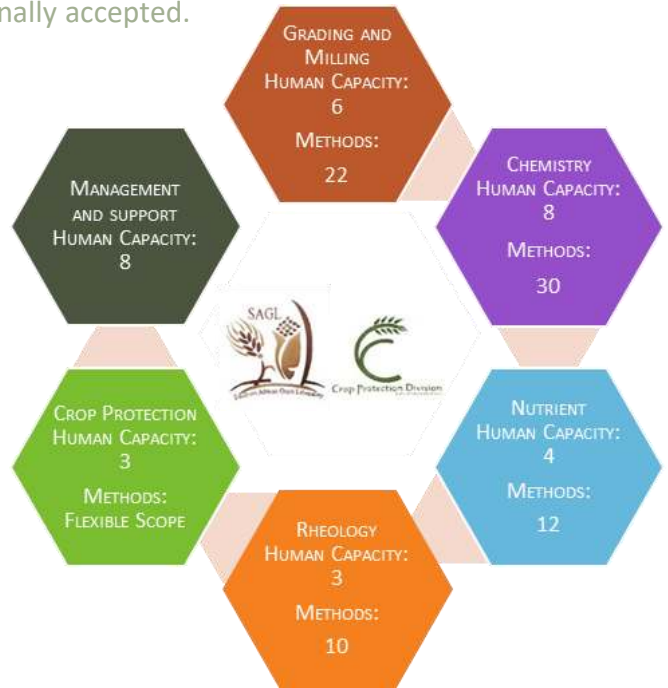 nally accepted.
GRADING AND
MILLING
HUMAN CAPACITY:
6
METHODS:
22
CHEMISTRY
HUMAN CAPACITY:
8
METHODS:
30
NUTRIENT
HUMAN CAPACITY:
4
METHODS:
12
RHEOLOGY
HUMAN CAPACITY:
3
METHODS:
10
CROP PROTECTION
HUMAN CAPACITY:
3
METHODS:
FLEXIBLE SCOPE
MANAGEMENT
AND SUPPORT
HUMAN CAPACITY:
8
SAGL
Crop Protection Division